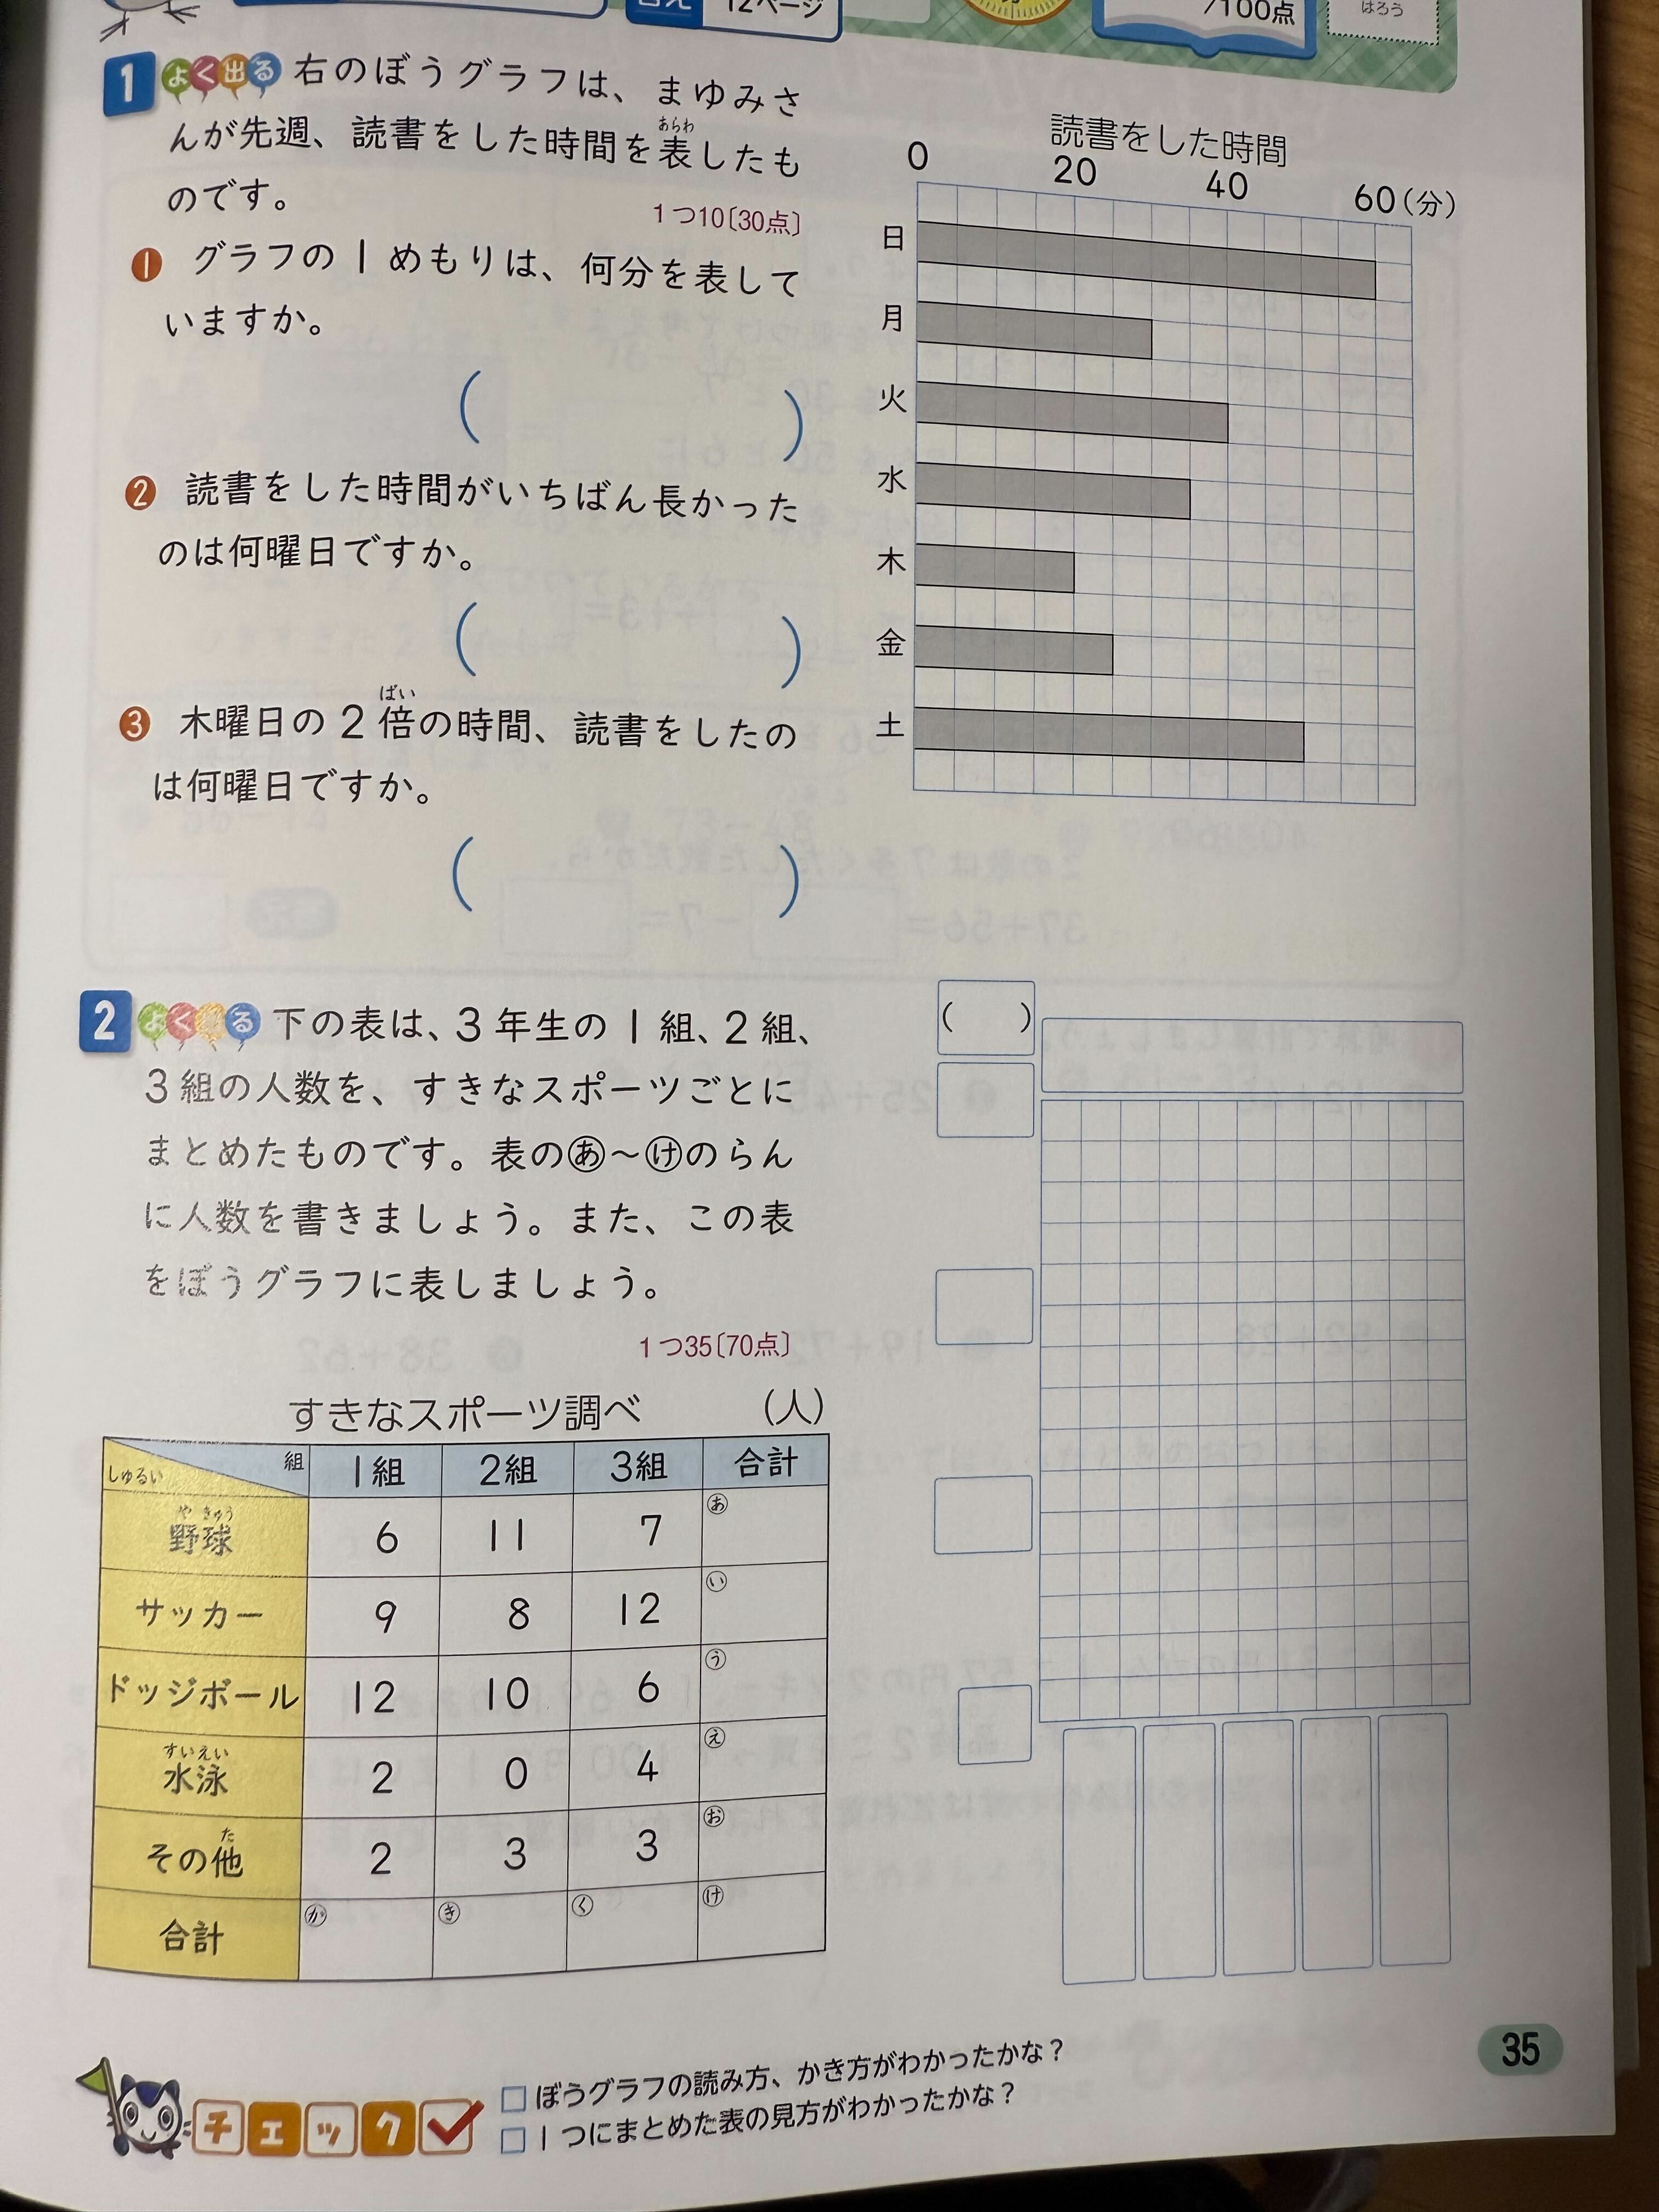 答え 12ページ
/100点
はろう
1 よく出る 右のぼうグラフは、まゆみさ
んが先週、読書をした時間を表したも
あらわ
のです。
1つ10〔30点〕
❶ グラフの1めもりは、何分を表して
いますか。
( )
❷ 読書をした時間がいちばん長かった
のは何曜日ですか。
( )
❸ 木曜日の2倍の時間、読書をしたの
ばい
は何曜日ですか。
( )
読書をした時間
0 20 40 60(分)
日
月
火
水
木
金
土
2 よく出る 下の表は、3年生の1組、2組、
3組の人数を、すきなスポーツごとに
まとめたものです。表のあ〜けのらん
に人数を書きましょう。また、この表
をぼうグラフに表しましょう。
1つ35〔70点〕
( )
すきなスポーツ調べ (人)
しゅるい 組 1組 2組 3組 合計
やきゅう
野球 6 11 7 あ
サッカー 9 8 12 い
ドッジボール 12 10 6 う
すいえい
水泳 2 0 4 え
た
その他 2 3 3 お
合計 か き く け
チェック
ぼうグラフの読み方、かき方がわかったかな？
1つにまとめた表の見方がわかったかな？
35